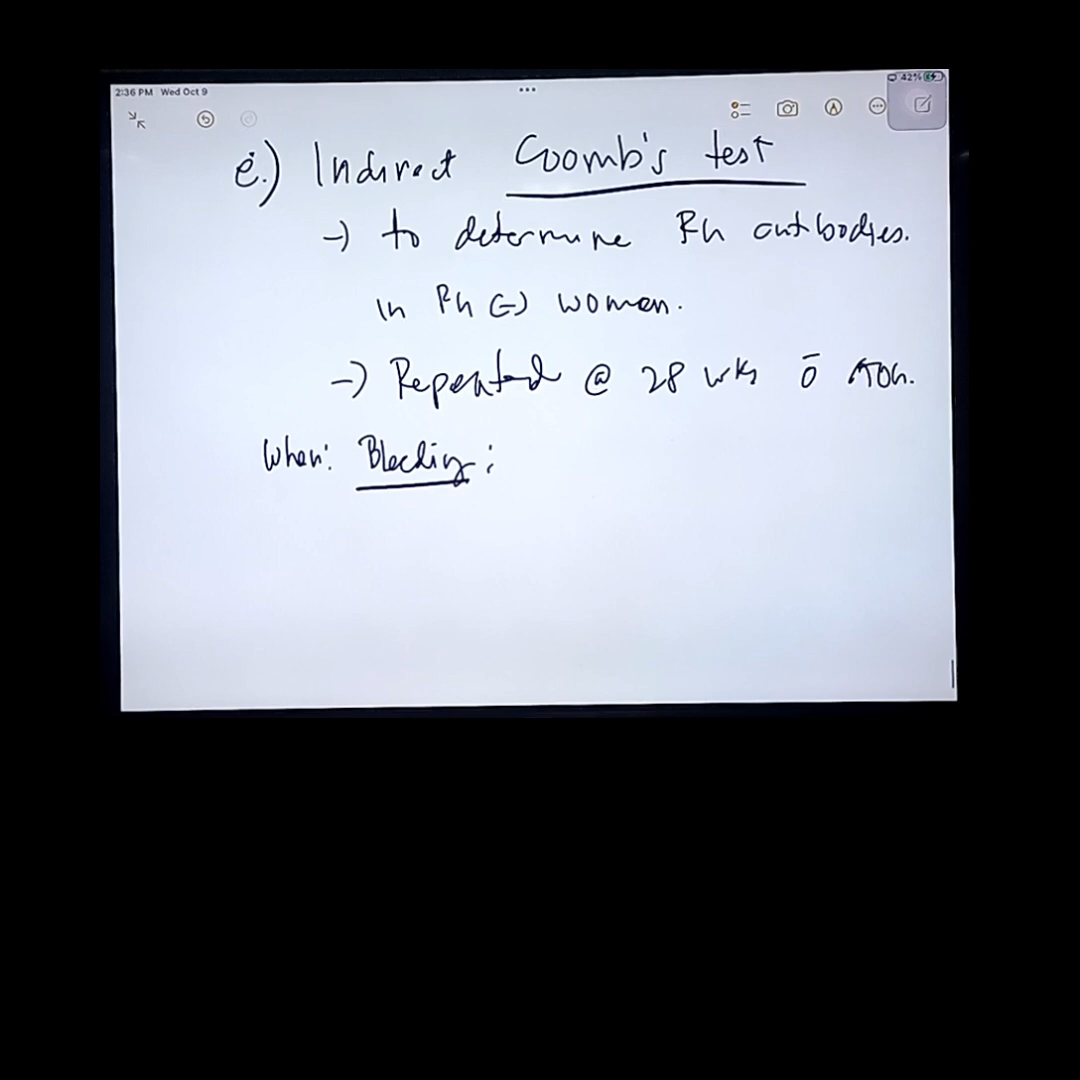 2:36 PM Wed Oct 9
42%
e.) Indirect Coomb's test
→ to determine Rh antibodies.
in Rh (-) women.
→ Repeated @ 28 wks ō AOG.
When: Bleeding: